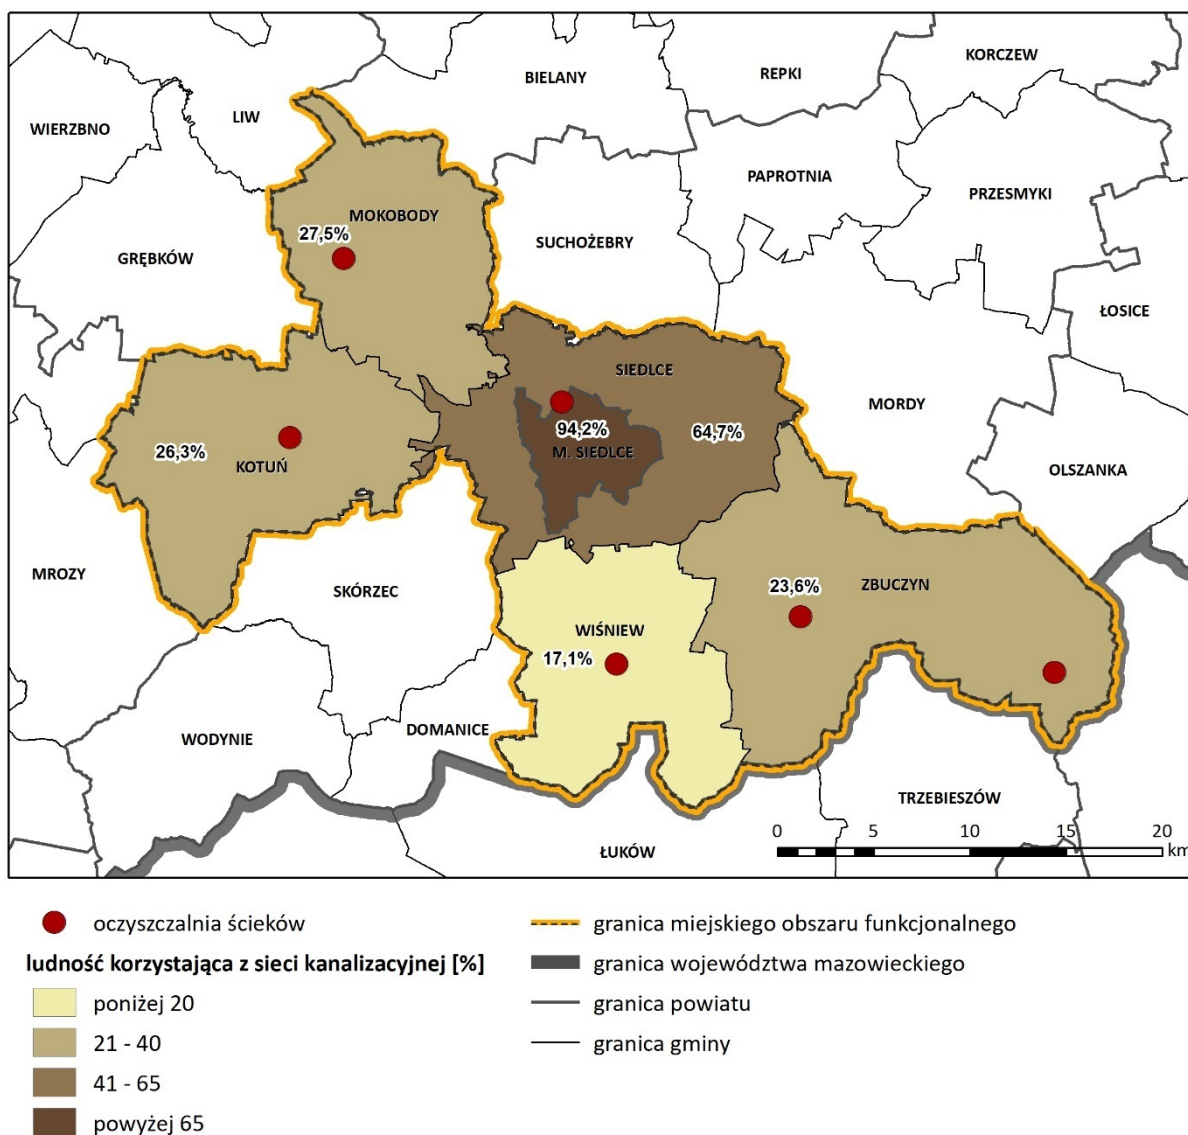 KORCZEW
REPKI
BIELANY
LIW
WIERZBNO
PAPROTNIA
PRZESMYKI
MOKOBODY
27,5%
SUCHOŻEBRY
GRĘBKÓW
ŁOSICE
SIEDLCE
MORDY
94,2%
64,7%
M. SIEDLCE
26,3%
KOTUŃ
OLSZANKA
MROZY
SKÓRZEC
23,6%
ZBUCZYN
WIŚNIEW
17,1%
DOMANICE
WODYNIE
TRZEBIESZÓW
ŁUKÓW
0 5 10 15 20
km
oczyszczalnia ścieków
ludność korzystająca z sieci kanalizacyjnej [%]
poniżej 20
21 - 40
41 - 65
powyżej 65
granica miejskiego obszaru funkcjonalnego
granica województwa mazowieckiego
granica powiatu
granica gminy